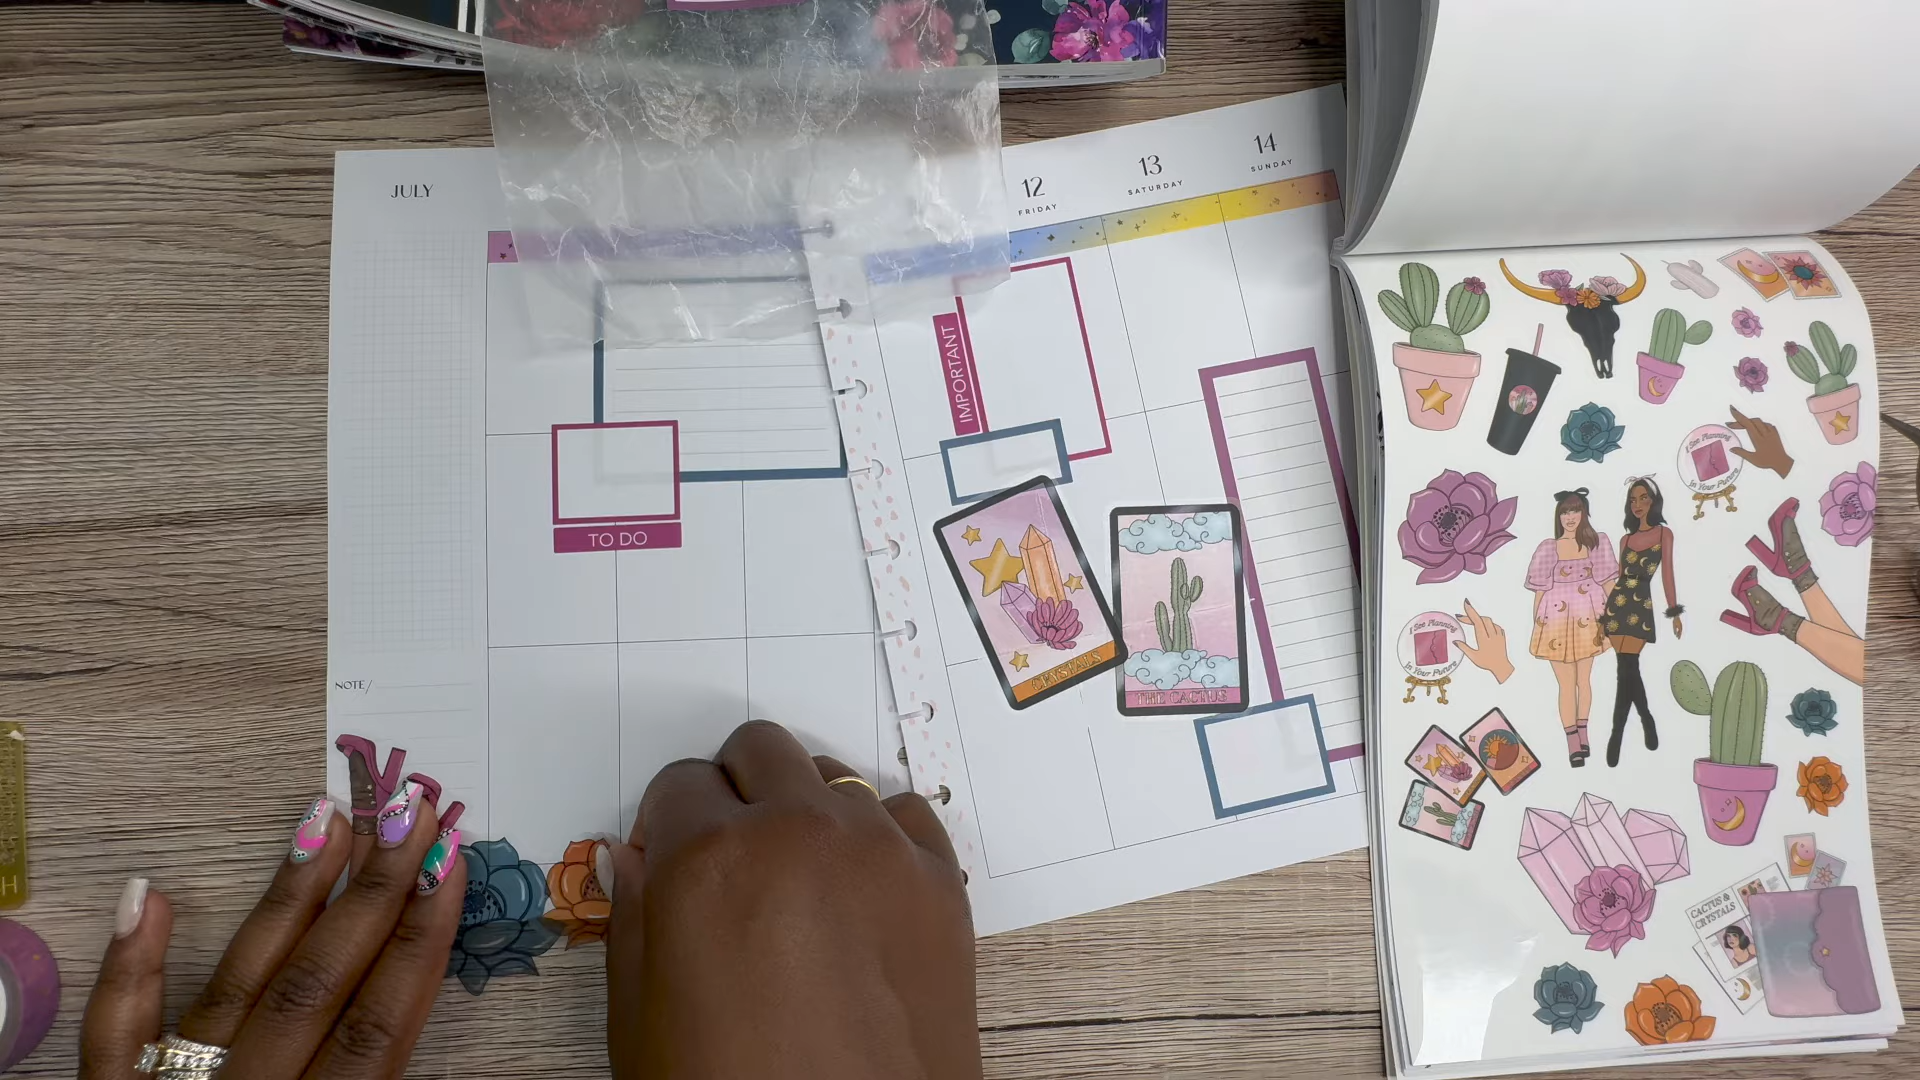 JULY
12
FRIDAY
13
SATURDAY
14
SUNDAY
IMPORTANT
TO DO
NOTE/
CRYSTALS
THE CACTUS
I See Planning
In Your Future
I See Planning
In Your Future
CACTUS &
CRYSTALS
H